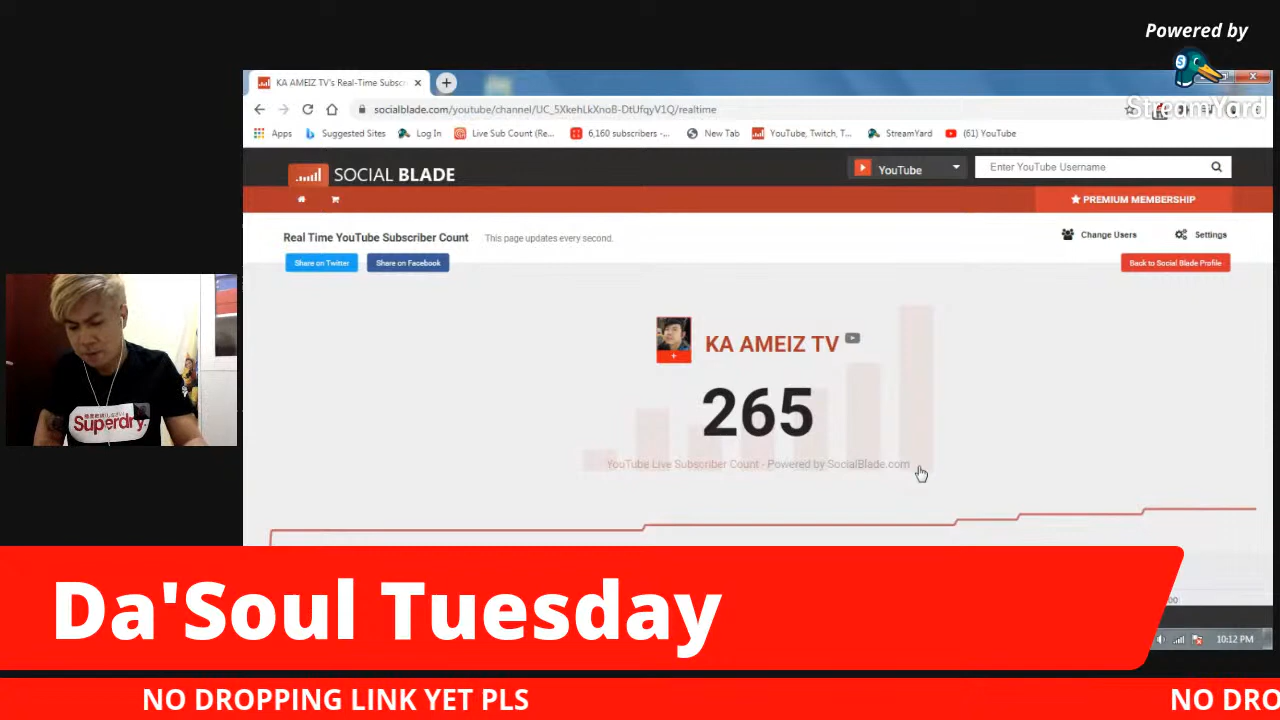 Powered by
StreamYard
KA AMEIZ TV's Real-Time Subsc
socialblade.com/youtube/channel/UC_5XkehLkXnoB-DtUfqyV1Q/realtime
Apps Suggested Sites Log In Live Sub Count (Re... 6,160 subscribers -... New Tab YouTube, Twitch, T... StreamYard (61) YouTube
SOCIAL BLADE
YouTube
Enter YouTube Username
PREMIUM MEMBERSHIP
Real Time YouTube Subscriber Count This page updates every second.
Change Users Settings
Share on Twitter Share on Facebook
Back to Social Blade Profile
KA AMEIZ TV
265
YouTube Live Subscriber Count - Powered by SocialBlade.com
Superdry.
Da'Soul Tuesday
10:12 PM
NO DROPPING LINK YET PLS
NO DRO